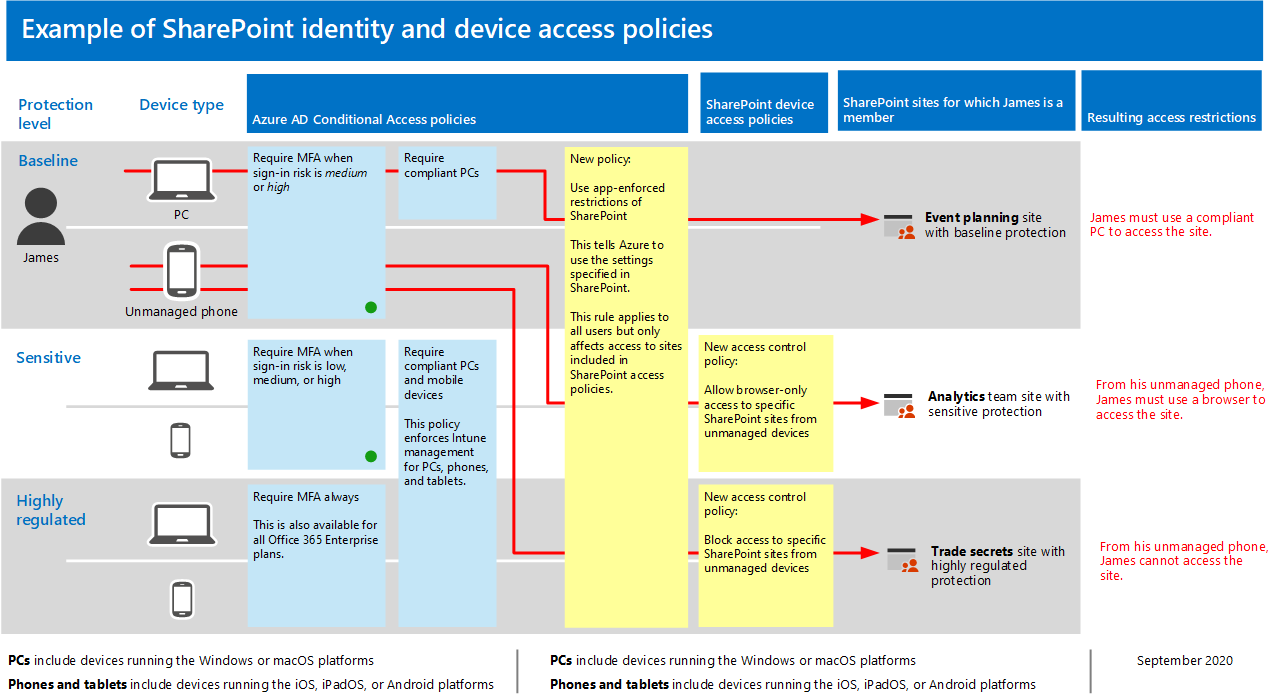 Example of SharePoint identity and device access policies
Protection
level
Device type
Azure AD Conditional Access policies
SharePoint device
access policies
SharePoint sites for which James is a
member
Resulting access restrictions
Baseline
James
PC
Unmanaged phone
Require MFA when
sign-in risk is medium
or high
Require
compliant PCs
New policy:
Use app-enforced
restrictions of
SharePoint
This tells Azure to
use the settings
specified in
SharePoint.
This rule applies to
all users but only
affects access to sites
included in
SharePoint access
policies.
Event planning site
with baseline protection
James must use a compliant
PC to access the site.
Sensitive
Require MFA when
sign-in risk is low,
medium, or high
Require
compliant PCs
and mobile
devices
This policy
enforces Intune
management
for PCs, phones,
and tablets.
New access control
policy:
Allow browser-only
access to specific
SharePoint sites from
unmanaged devices
Analytics team site with
sensitive protection
From his unmanaged phone,
James must use a browser to
access the site.
Highly
regulated
Require MFA always
This is also available for
all Office 365 Enterprise
plans.
New access control
policy:
Block access to specific
SharePoint sites from
unmanaged devices
Trade secrets site with
highly regulated
protection
From his unmanaged phone,
James cannot access the
site.
PCs include devices running the Windows or macOS platforms
Phones and tablets include devices running the iOS, iPadOS, or Android platforms
PCs include devices running the Windows or macOS platforms
Phones and tablets include devices running the iOS, iPadOS, or Android platforms
September 2020